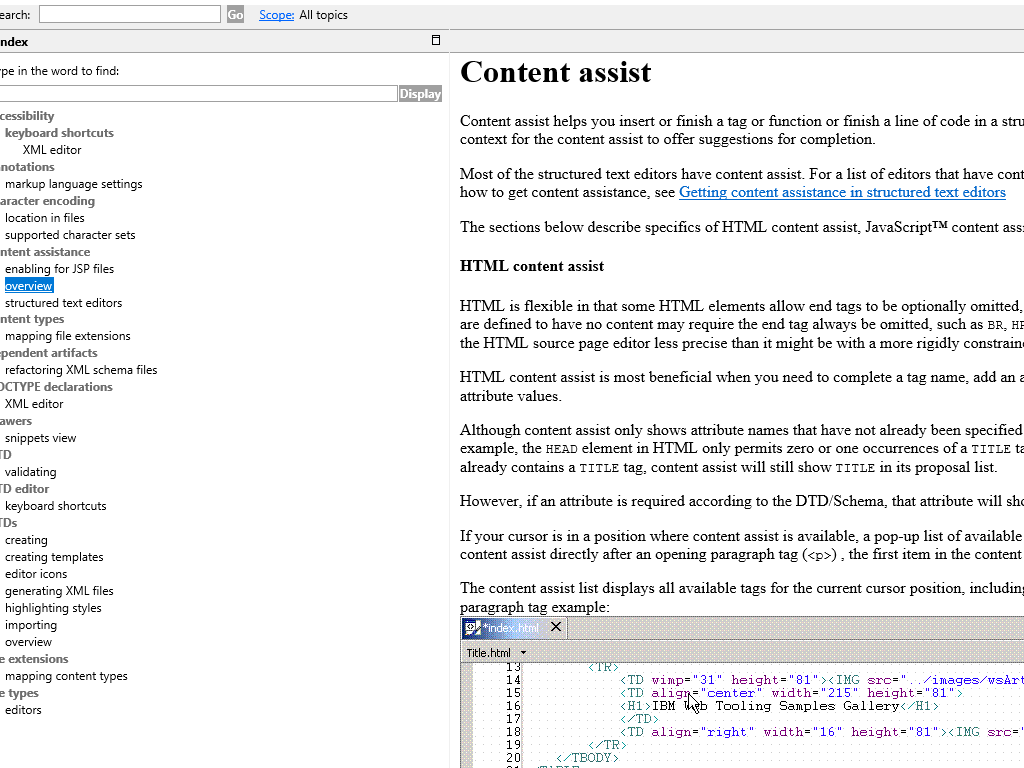 earch: Go Scope: All topics
ndex
ype in the word to find:
Display
cessibility
keyboard shortcuts
XML editor
notations
markup language settings
aracter encoding
location in files
supported character sets
ntent assistance
enabling for JSP files
overview
structured text editors
ntent types
mapping file extensions
ependent artifacts
refactoring XML schema files
OCTYPE declarations
XML editor
awers
snippets view
TD
validating
TD editor
keyboard shortcuts
TDs
creating
creating templates
editor icons
generating XML files
highlighting styles
importing
overview
e extensions
mapping content types
e types
editors
Content assist
Content assist helps you insert or finish a tag or function or finish a line of code in a stru
context for the content assist to offer suggestions for completion.
Most of the structured text editors have content assist. For a list of editors that have cont
how to get content assistance, see Getting content assistance in structured text editors
The sections below describe specifics of HTML content assist, JavaScript™ content assi
HTML content assist
HTML is flexible in that some HTML elements allow end tags to be optionally omitted,
are defined to have no content may require the end tag always be omitted, such as BR, HR
the HTML source page editor less precise than it might be with a more rigidly constraine
HTML content assist is most beneficial when you need to complete a tag name, add an a
attribute values.
Although content assist only shows attribute names that have not already been specified
example, the HEAD element in HTML only permits zero or one occurrences of a TITLE ta
already contains a TITLE tag, content assist will still show TITLE in its proposal list.
However, if an attribute is required according to the DTD/Schema, that attribute will sho
If your cursor is in a position where content assist is available, a pop-up list of available
content assist directly after an opening paragraph tag (<p>) , the first item in the content
The content assist list displays all available tags for the current cursor position, including
paragraph tag example:
*index.html
Title.html
13 <TR>
14 <TD wimp="31" height="81"><IMG src="../images/wsArt
15 <TD align="center" width="215" height="81">
16 <H1>IBM Web Tooling Samples Gallery</H1>
17 </TD>
18 <TD align="right" width="16" height="81"><IMG src="
19 </TR>
20 </TBODY>